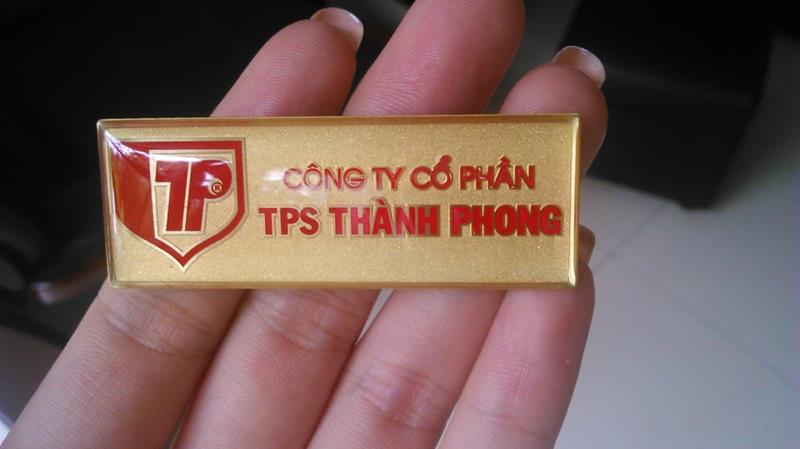 TP®
CÔNG TY CỔ PHẦN
TPS THÀNH PHONG